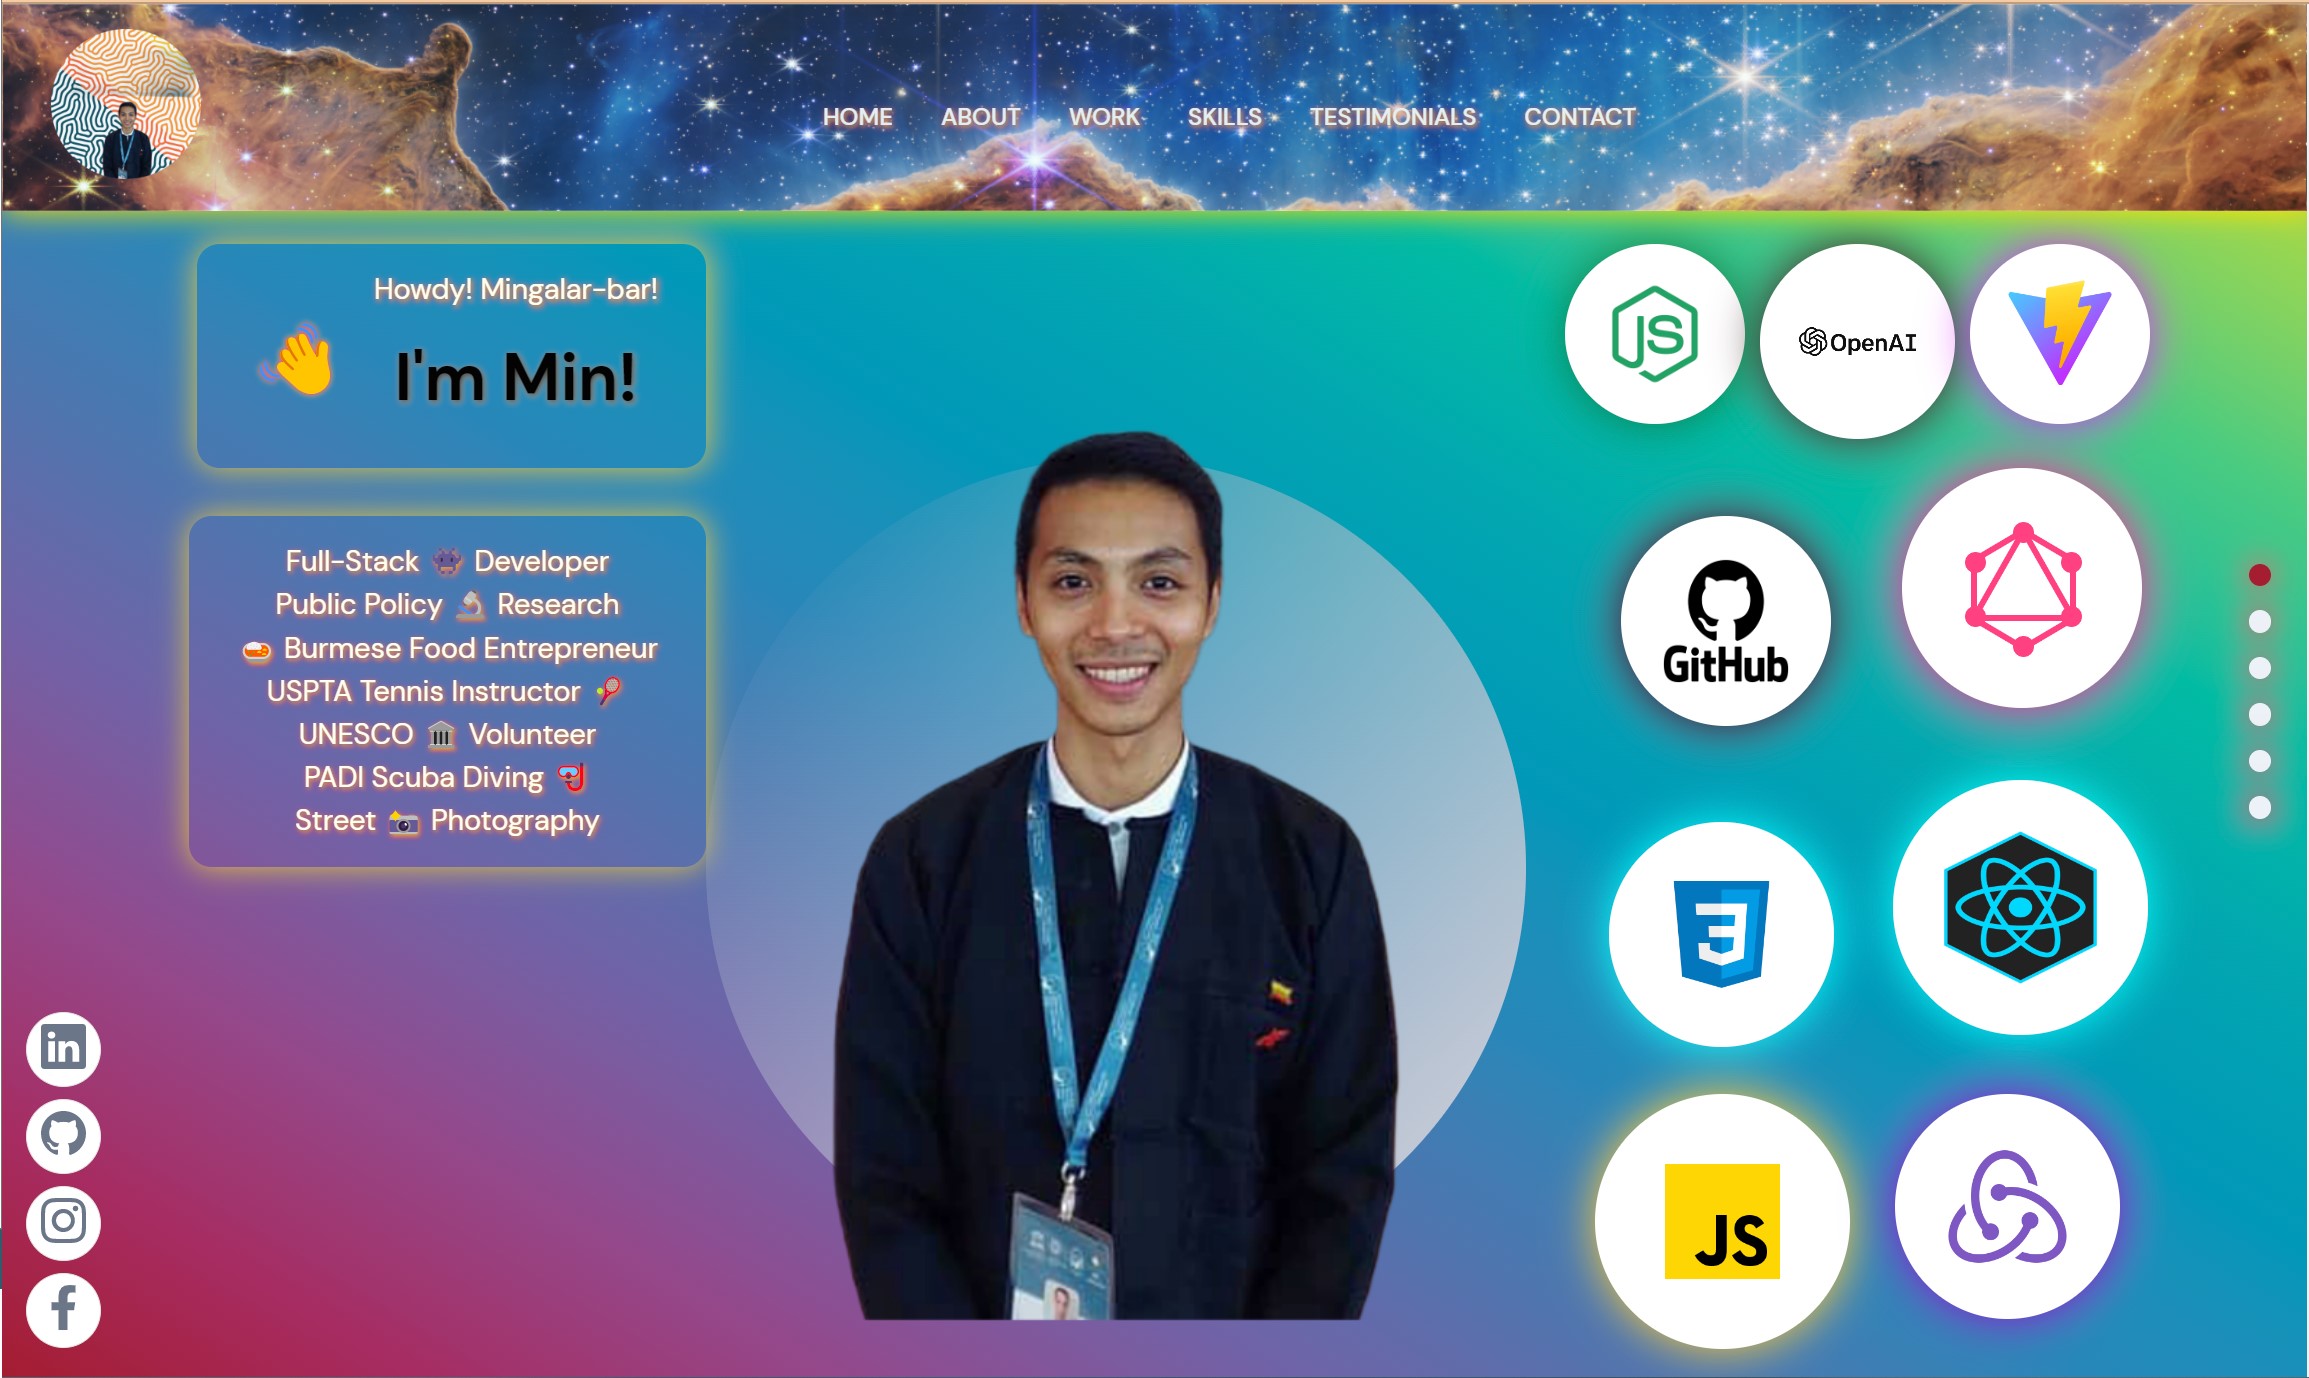 HOME ABOUT WORK SKILLS TESTIMONIALS CONTACT
Howdy! Mingalar-bar!
I'm Min!
Full-Stack 👾 Developer
Public Policy 🔬 Research
🍛 Burmese Food Entrepreneur
USPTA Tennis Instructor 🎾
UNESCO 🏛️ Volunteer
PADI Scuba Diving 🤿
Street 📸 Photography
JS
OpenAI
GitHub
3
JS
in
f